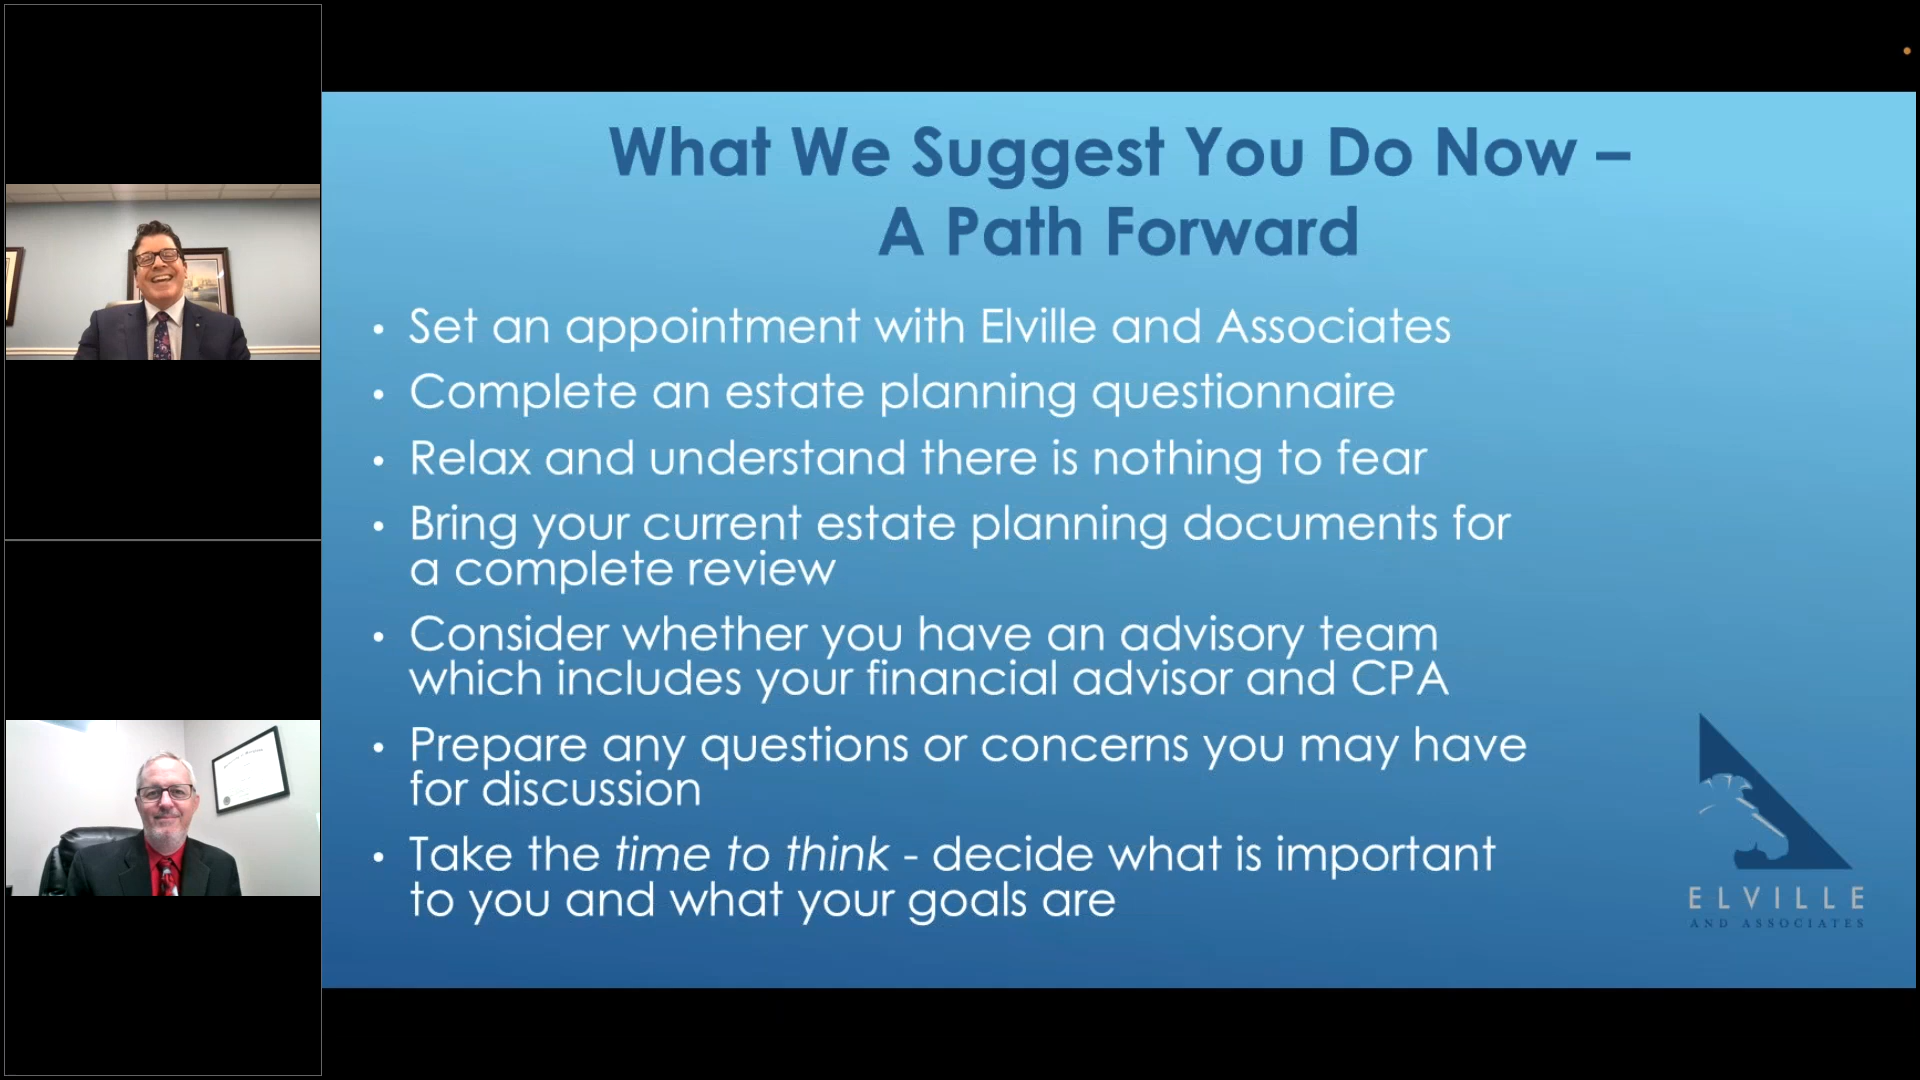 What We Suggest You Do Now –
A Path Forward
• Set an appointment with Elville and Associates
• Complete an estate planning questionnaire
• Relax and understand there is nothing to fear
• Bring your current estate planning documents for
a complete review
• Consider whether you have an advisory team
which includes your financial advisor and CPA
• Prepare any questions or concerns you may have
for discussion
• Take the time to think - decide what is important
to you and what your goals are
ELVILLE
AND ASSOCIATES